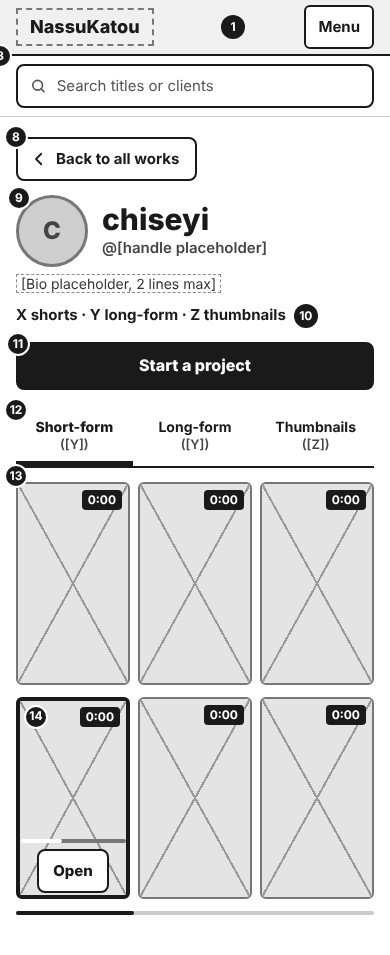 NassuKatou
1
Menu
3
Search titles or clients
8
Back to all works
9
C
chiseyi
@[handle placeholder]
[Bio placeholder, 2 lines max]
X shorts · Y long-form · Z thumbnails
10
11
Start a project
12
Short-form
([Y])
Long-form
([Y])
Thumbnails
([Z])
13
0:00
0:00
0:00
14
0:00
0:00
0:00
Open